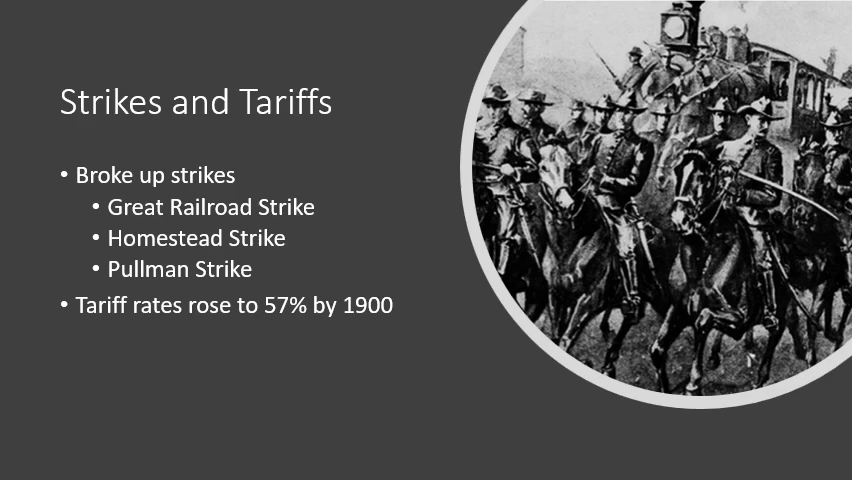 Strikes and Tariffs
• Broke up strikes
• Great Railroad Strike
• Homestead Strike
• Pullman Strike
• Tariff rates rose to 57% by 1900